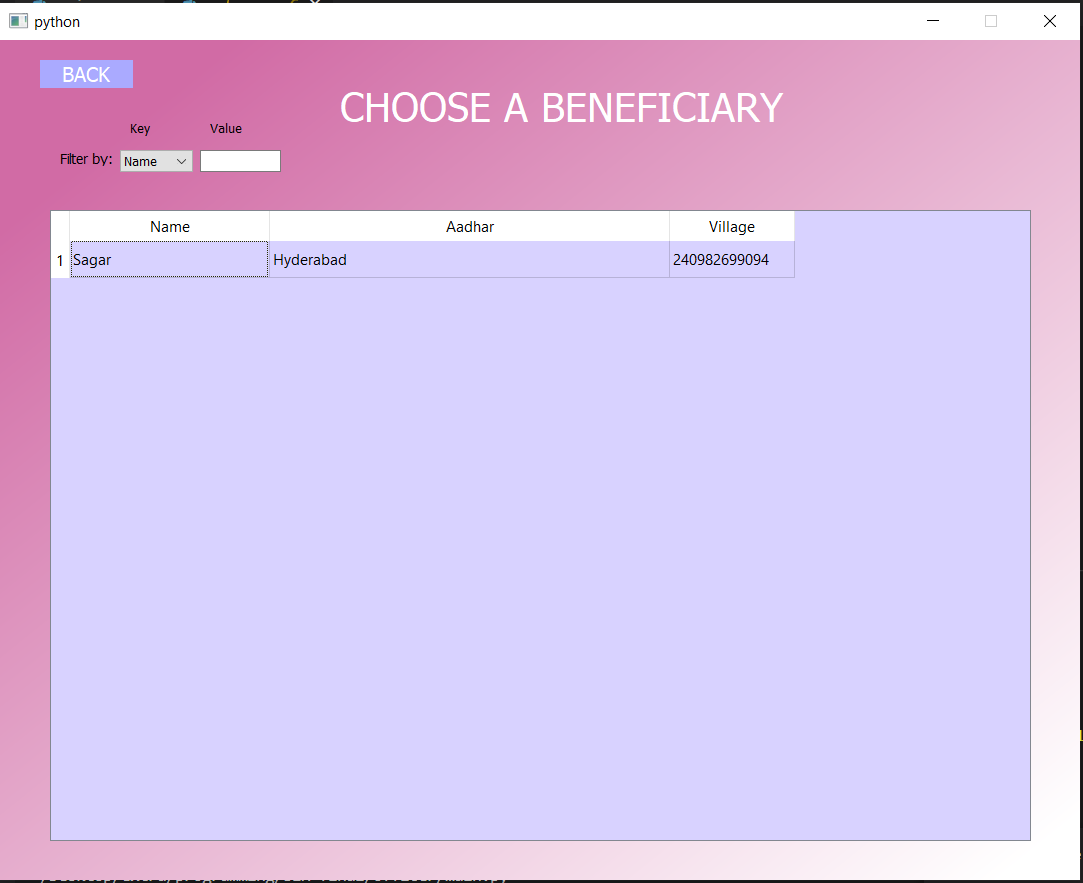 python
BACK
CHOOSE A BENEFICIARY
Key Value
Filter by: Name
Name Aadhar Village
1 Sagar Hyderabad 240982699094